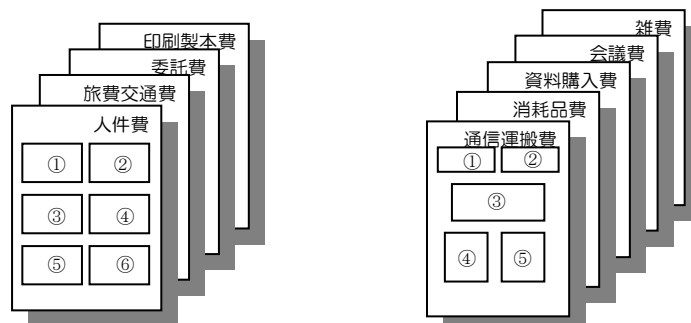 印刷製本費
委託費
旅費交通費
人件費
① ②
③ ④
⑤ ⑥
雑費
会議費
資料購入費
消耗品費
通信運搬費
① ②
③
④ ⑤